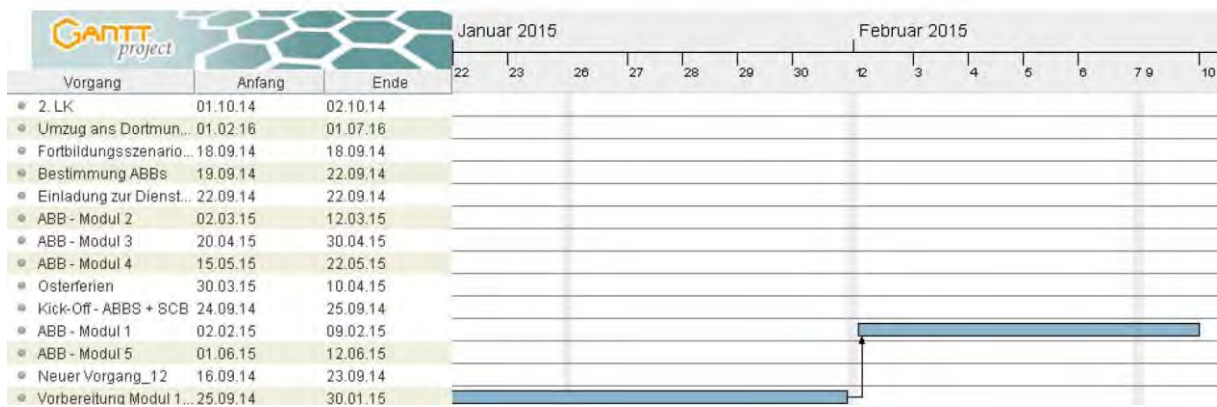 GANTT
project
Januar 2015 Februar 2015
22 23 26 27 28 29 30 12 3 4 5 6 7 9 10
Vorgang Anfang Ende
2. LK 01.10.14 02.10.14
Umzug ans Dortmun... 01.02.16 01.07.16
Fortbildungsszenario... 18.09.14 18.09.14
Bestimmung ABBs 19.09.14 22.09.14
Einladung zur Dienst... 22.09.14 22.09.14
ABB - Modul 2 02.03.15 12.03.15
ABB - Modul 3 20.04.15 30.04.15
ABB - Modul 4 15.05.15 22.05.15
Osterferien 30.03.15 10.04.15
Kick-Off - ABBS + SCB 24.09.14 25.09.14
ABB - Modul 1 02.02.15 09.02.15
ABB - Modul 5 01.06.15 12.06.15
Neuer Vorgang_12 16.09.14 23.09.14
Vorbereitung Modul 1... 25.09.14 30.01.15